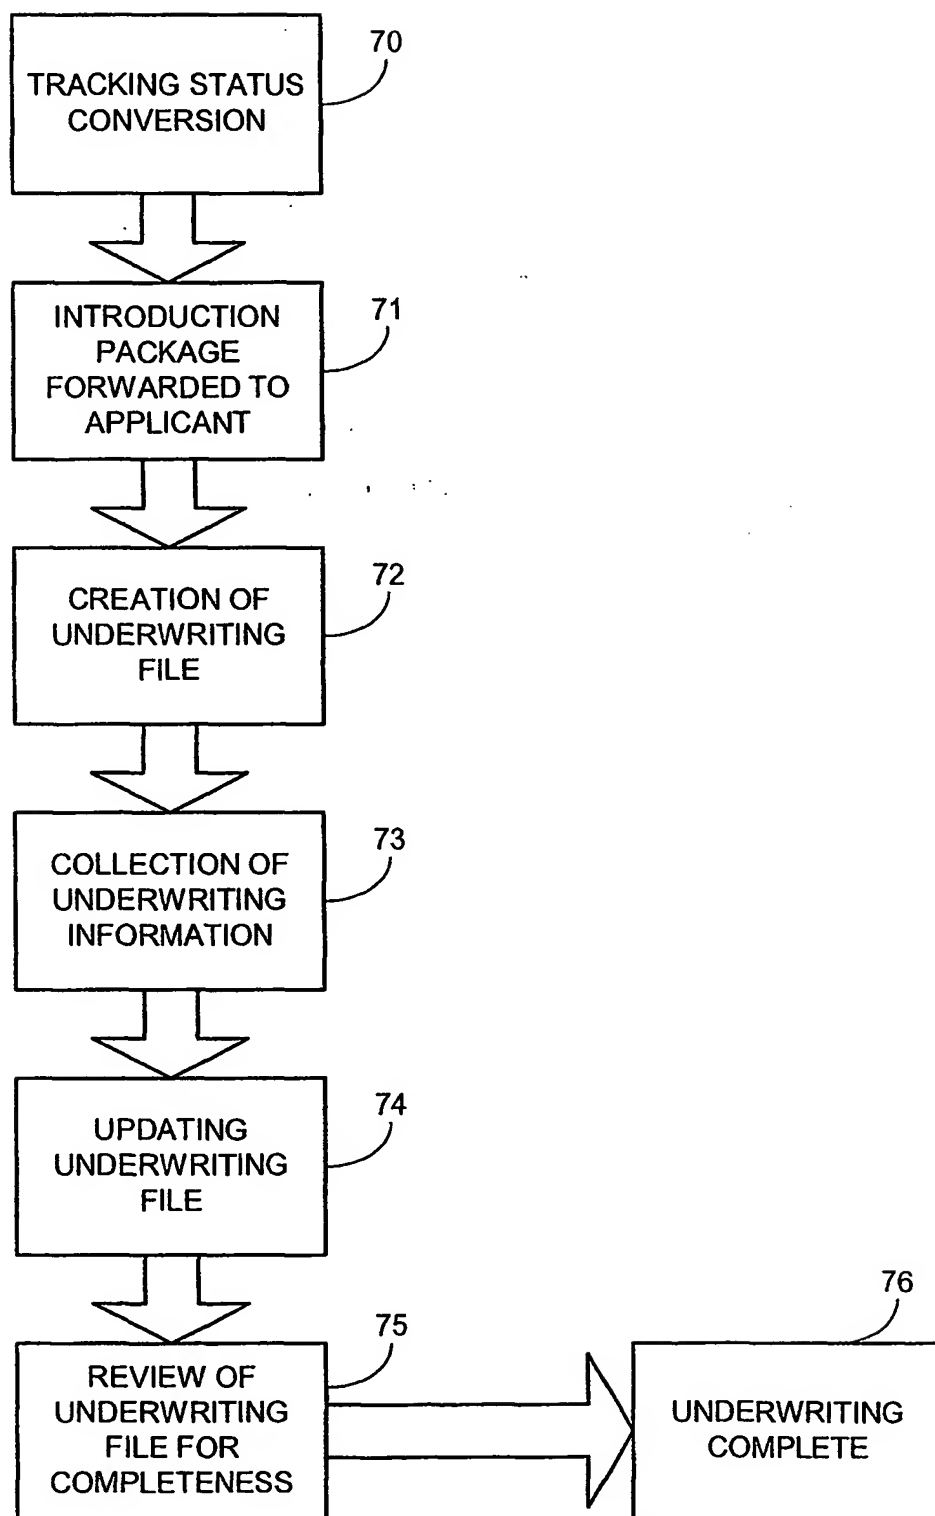 70
TRACKING STATUS
CONVERSION
71
INTRODUCTION
PACKAGE
FORWARDED TO
APPLICANT
72
CREATION OF
UNDERWRITING
FILE
73
COLLECTION OF
UNDERWRITING
INFORMATION
74
UPDATING
UNDERWRITING
FILE
75
REVIEW OF
UNDERWRITING
FILE FOR
COMPLETENESS
76
UNDERWRITING
COMPLETE